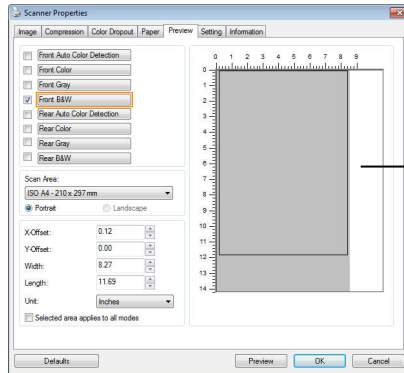 Scanner Properties
Image Compression Color Dropout Paper Preview Setting Information
Front Auto Color Detection
Front Color
Front Gray
Front B&W
Rear Auto Color Detection
Rear Color
Rear Gray
Rear B&W
Scan Area:
ISO A4 - 210 x 297 mm
Portrait Landscape
X-Offset: 0.12
Y-Offset: 0.00
Width: 8.27
Length: 11.69
Unit: Inches
Selected area applies to all modes
0 1 2 3 4 5 6 7 8 9
0
1
2
3
4
5
6
7
8
9
10
11
12
13
14
Defaults Preview OK Cancel